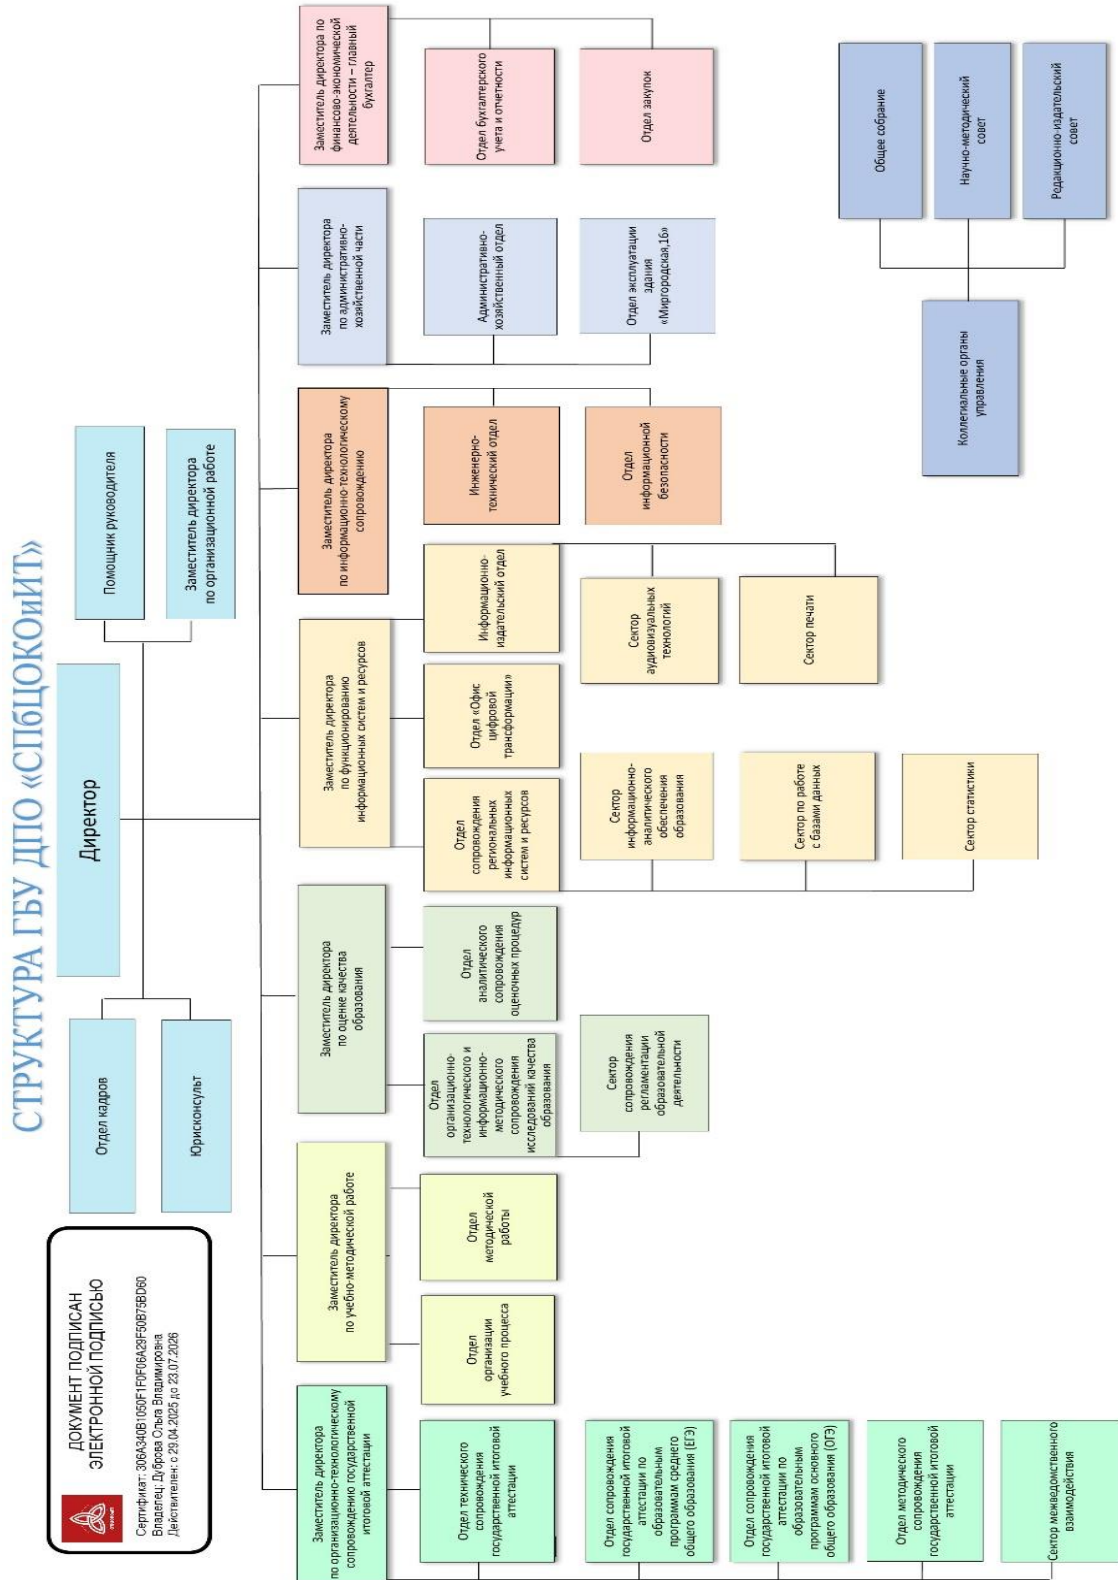 СТРУКТУРА ГБУ ДПО «СПбЦОКОиИТ»
ДОКУМЕНТ ПОДПИСАН
ЭЛЕКТРОННОЙ ПОДПИСЬЮ
Сертификат: 306A340B1050F1F0F06A29F50B75BD60
Владелец: Дуброва Ольга Владимировна
Действителен: с 29.04.2025 до 23.07.2026
Директор
Отдел кадров
Юрисконсульт
Помощник руководителя
Заместитель директора
по организационной работе
Заместитель директора
по организационно-технологическому
сопровождению государственной
итоговой аттестации
Отдел технического
сопровождения
государственной итоговой
аттестации
Отдел сопровождения
государственной итоговой
аттестации по
образовательным
программам среднего
общего образования (ЕГЭ)
Отдел сопровождения
государственной итоговой
аттестации по
образовательным
программам основного
общего образования (ОГЭ)
Отдел методического
сопровождения
государственной итоговой
аттестации
Сектор межведомственного
взаимодействия
Заместитель директора
по учебно-методической работе
Отдел
организации
учебного процесса
Отдел
методической
работы
Заместитель директора
по оценке качества
образования
Отдел
организационно-
технологического и
информационно-
методического
сопровождения
исследований качества
образования
Отдел
аналитического
сопровождения
оценочных процедур
Сектор
сопровождения
регламентации
образовательной
деятельности
Заместитель директора
по функционированию
информационных систем и ресурсов
Отдел
сопровождения
региональных
информационных
систем и ресурсов
Отдел «Офис
цифровой
трансформации»
Информационно-
издательский отдел
Сектор
информационно-
аналитического
обеспечения
образования
Сектор по работе
с базами данных
Сектор статистики
Сектор
аудиовизуальных
технологий
Сектор печати
Заместитель директора
по информационно-технологическому
сопровождению
Инженерно-
технический отдел
Отдел
информационной
безопасности
Заместитель директора
по административно-
хозяйственной части
Административно-
хозяйственный отдел
Отдел эксплуатации
здания
«Миргородская,16»
Заместитель директора по
финансово-экономической
деятельности – главный
бухгалтер
Отдел бухгалтерского
учета и отчетности
Отдел закупок
Коллегиальные органы
управления
Общее собрание
Научно-методический
совет
Редакционно-издательский
совет